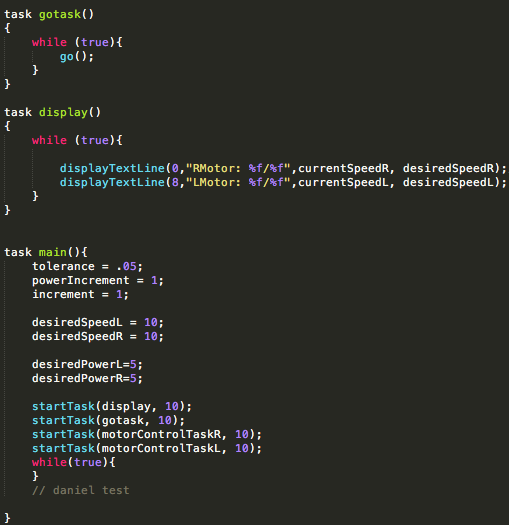 task gotask()
{
    while (true){
        go();
    }
}
task display()
{
    while (true){
        displayTextLine(0,"RMotor: %f/%f",currentSpeedR, desiredSpeedR);
        displayTextLine(8,"LMotor: %f/%f",currentSpeedL, desiredSpeedL);
    }
}
task main(){
    tolerance = .05;
    powerIncrement = 1;
    increment = 1;
    desiredSpeedL = 10;
    desiredSpeedR = 10;
    desiredPowerL=5;
    desiredPowerR=5;
    startTask(display, 10);
    startTask(gotask, 10);
    startTask(motorControlTaskR, 10);
    startTask(motorControlTaskL, 10);
    while(true){
    }
    // daniel test
}